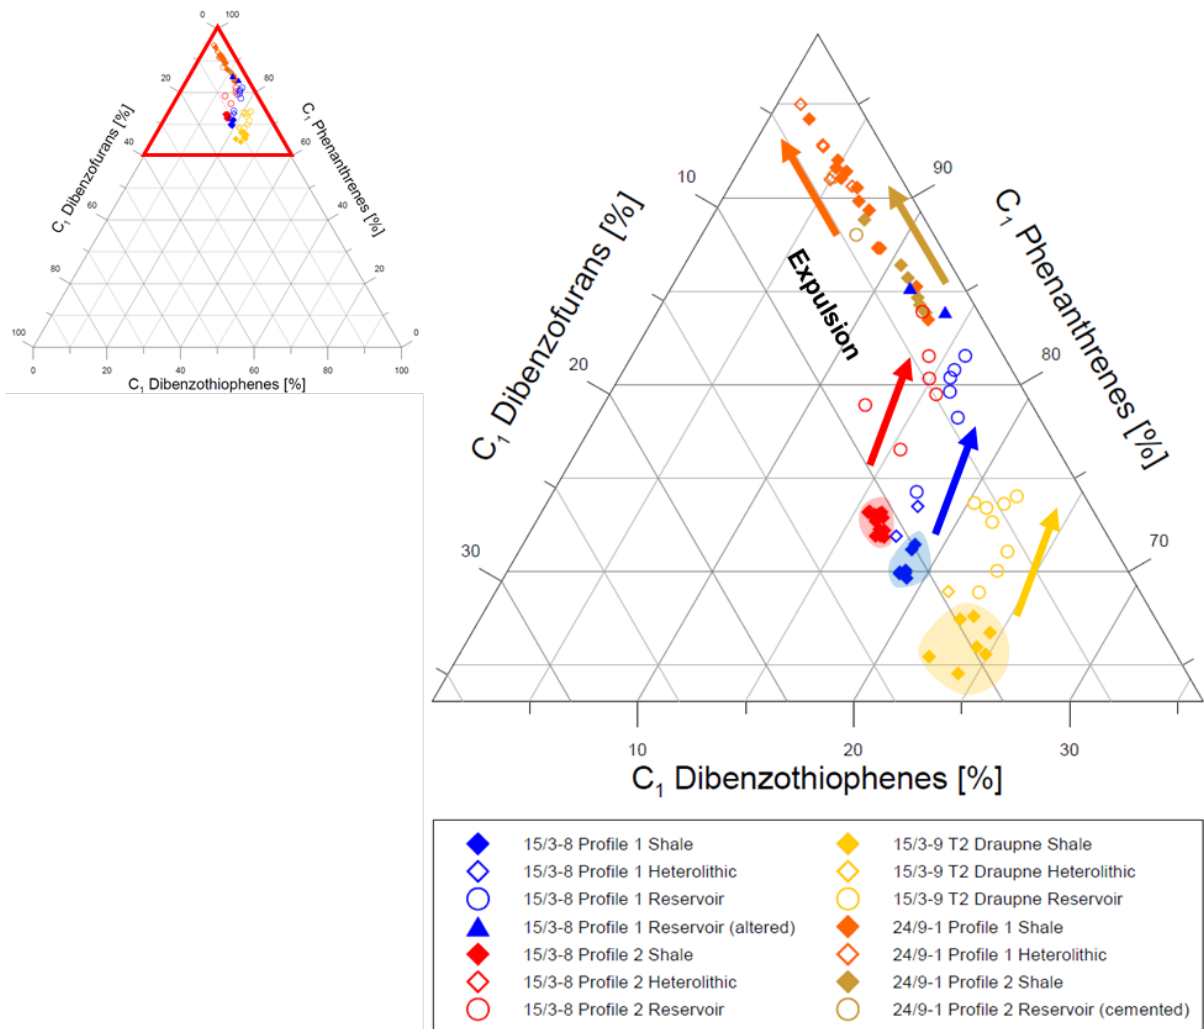 0 100
20 80
40 60
60 40
80 20
100 0
0 20 40 60 80 100
C1 Dibenzofurans [%]
C1 Phenanthrenes [%]
C1 Dibenzothiophenes [%]
10
20
30
90
80
70
C1 Dibenzofurans [%]
C1 Phenanthrenes [%]
Expulsion
10 20 30
C1 Dibenzothiophenes [%]
15/3-8 Profile 1 Shale
15/3-8 Profile 1 Heterolithic
15/3-8 Profile 1 Reservoir
15/3-8 Profile 1 Reservoir (altered)
15/3-8 Profile 2 Shale
15/3-8 Profile 2 Heterolithic
15/3-8 Profile 2 Reservoir
15/3-9 T2 Draupne Shale
15/3-9 T2 Draupne Heterolithic
15/3-9 T2 Draupne Reservoir
24/9-1 Profile 1 Shale
24/9-1 Profile 1 Heterolithic
24/9-1 Profile 2 Shale
24/9-1 Profile 2 Reservoir (cemented)